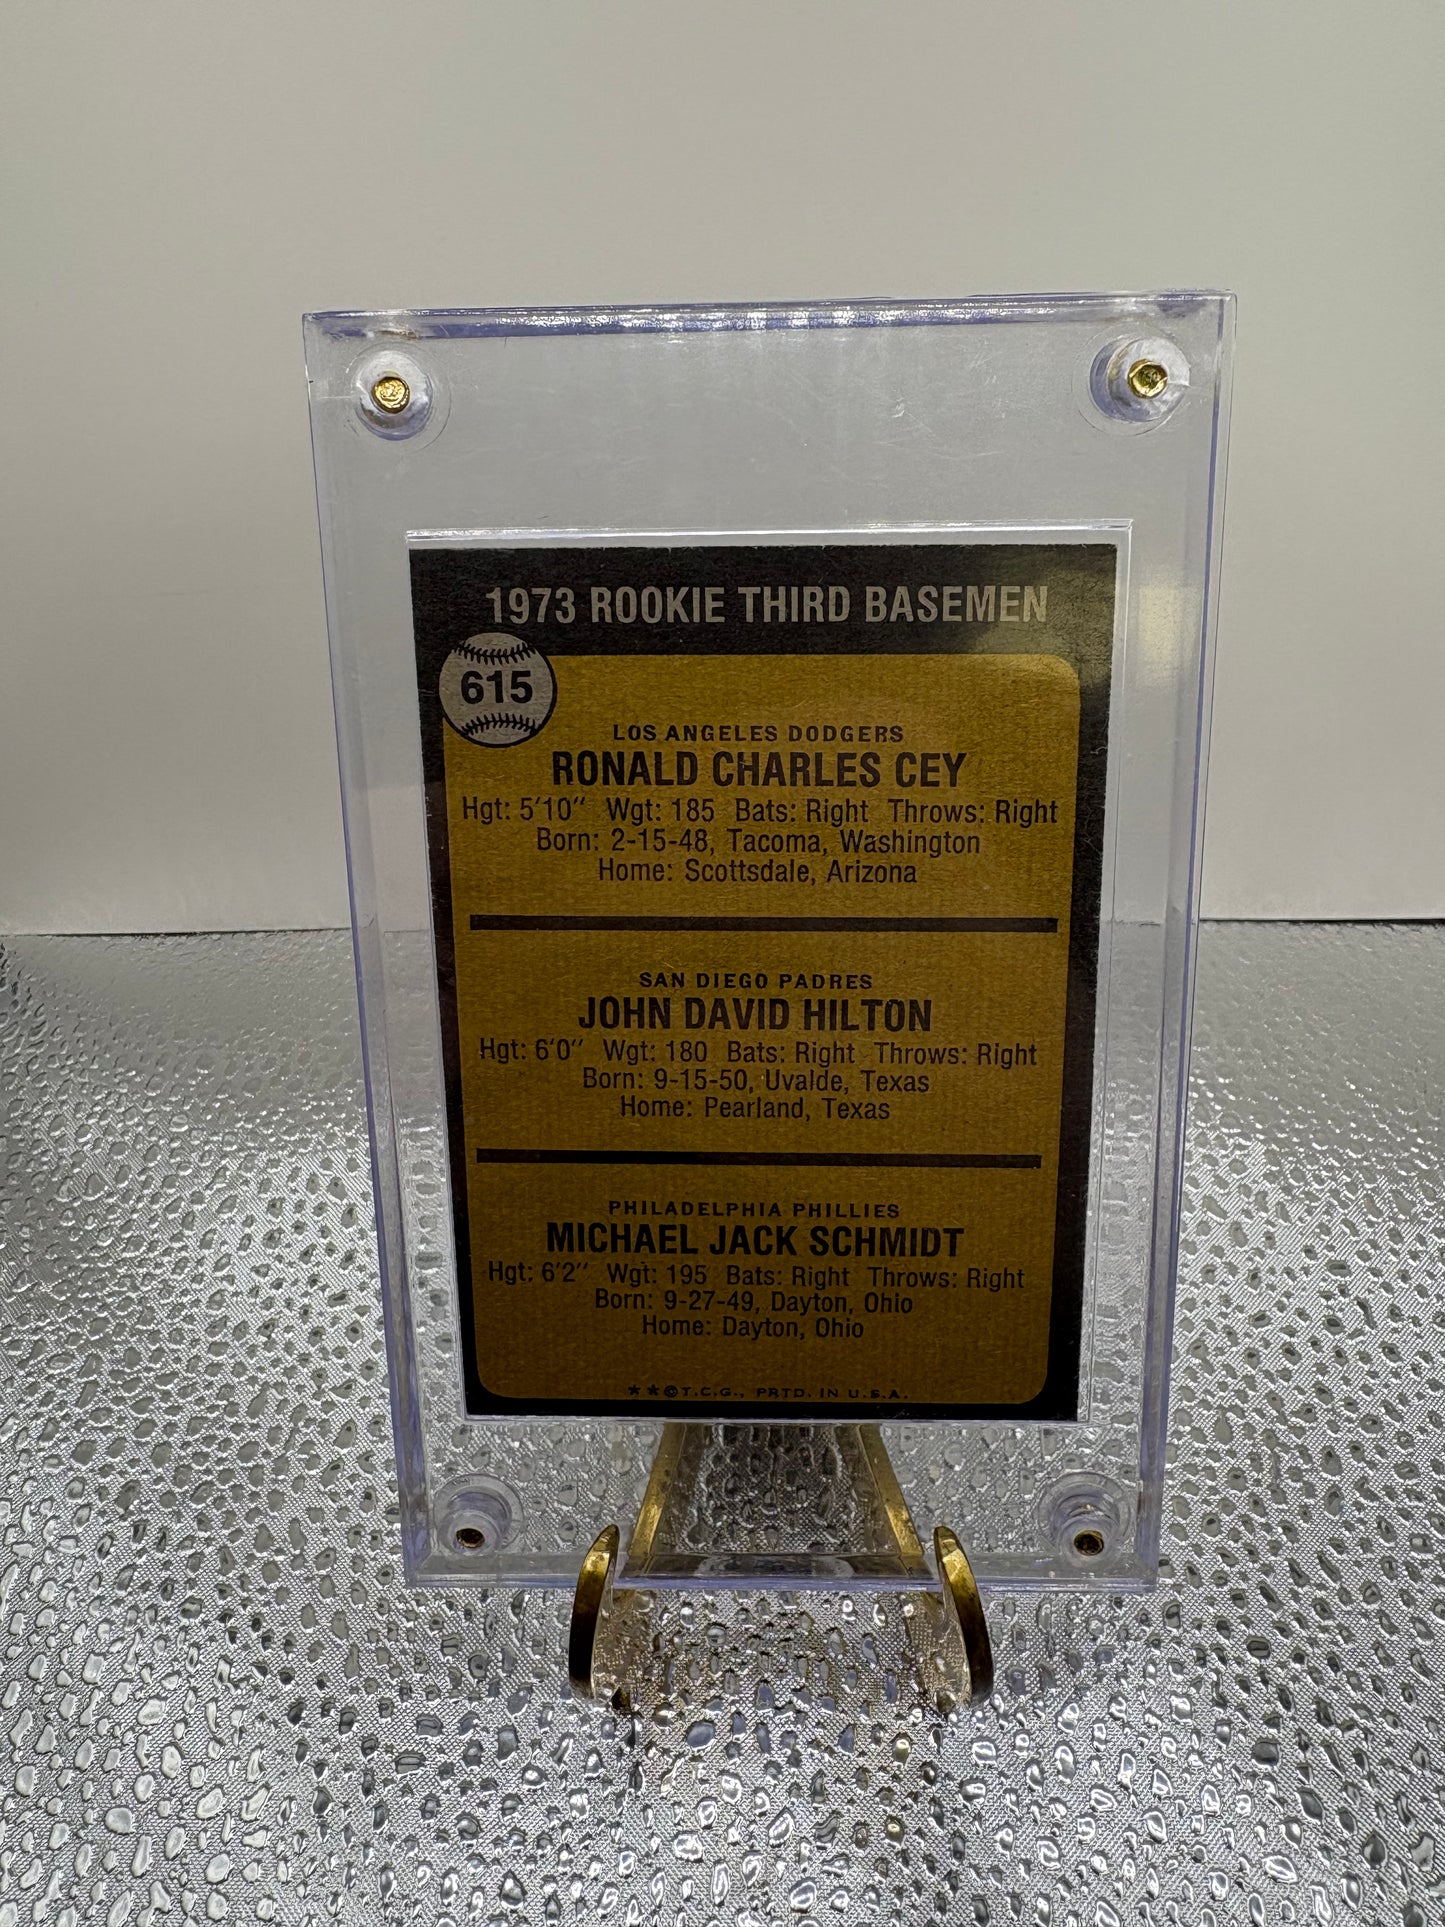 1973 ROOKIE THIRD BASEMEN
615
LOS ANGELES DODGERS
RONALD CHARLES CEY
Hgt: 5'10" Wgt: 185 Bats: Right Throws: Right
Born: 2-15-48, Tacoma, Washington
Home: Scottsdale, Arizona
SAN DIEGO PADRES
JOHN DAVID HILTON
Hgt: 6'0" Wgt: 180 Bats: Right Throws: Right
Born: 9-15-50, Uvalde, Texas
Home: Pearland, Texas
PHILADELPHIA PHILLIES
MICHAEL JACK SCHMIDT
Hgt: 6'2" Wgt: 195 Bats: Right Throws: Right
Born: 9-27-49, Dayton, Ohio
Home: Dayton, Ohio
★★©T.C.G., PRTD. IN U.S.A.